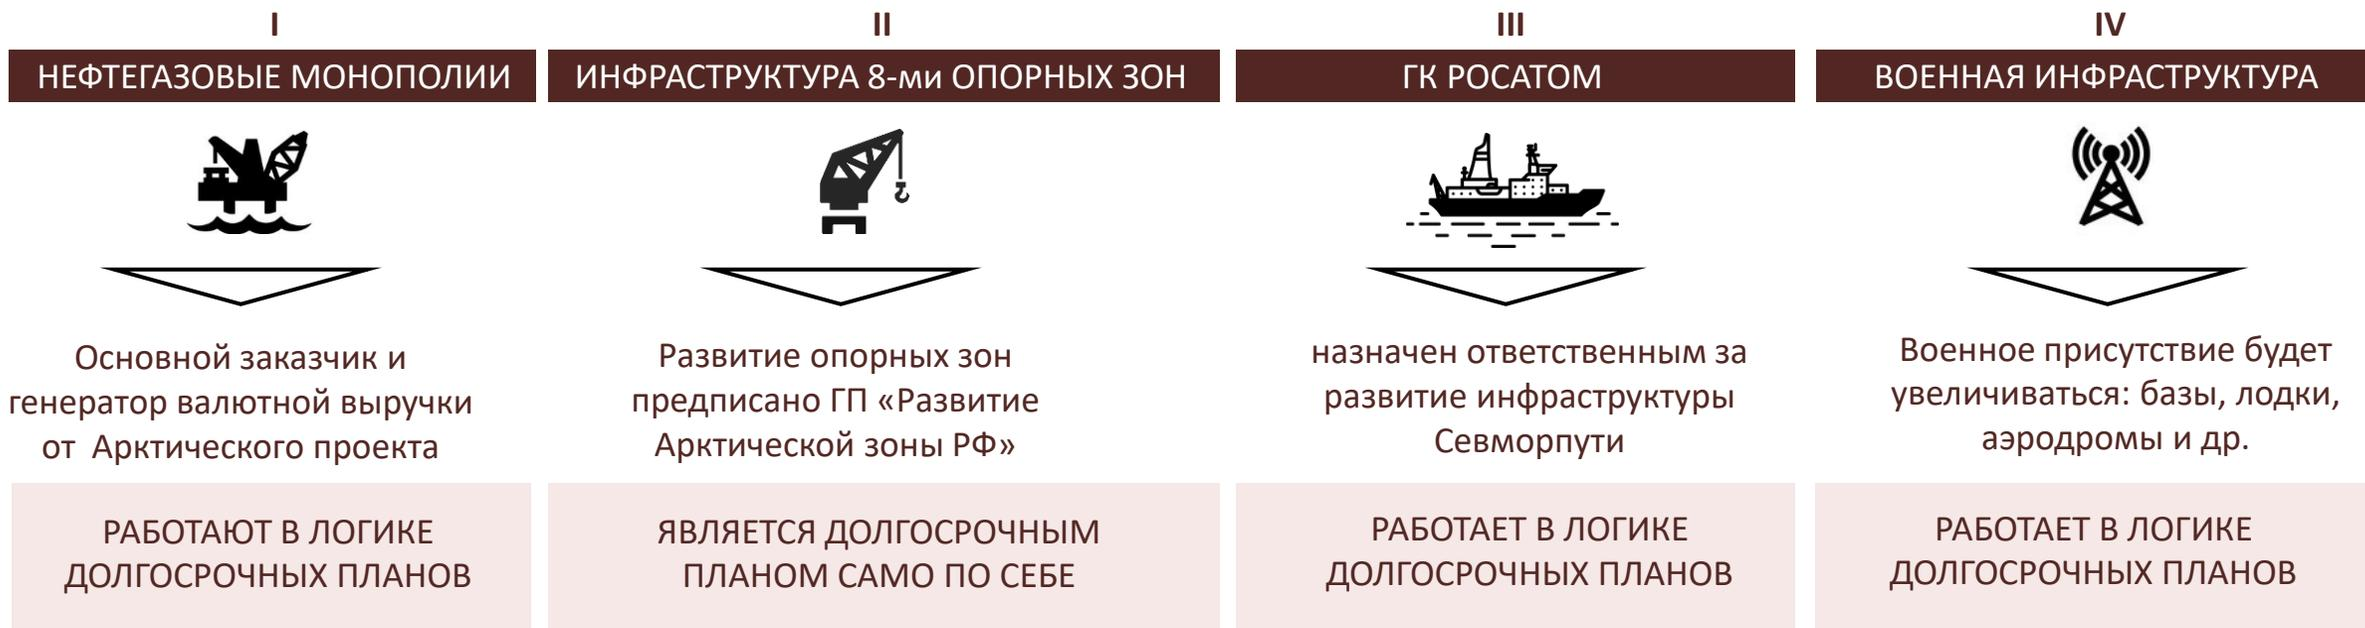 I
НЕФТЕГАЗОВЫЕ МОНОПОЛИИ
Основной заказчик и
генератор валютной выручки
от Арктического проекта
РАБОТАЮТ В ЛОГИКЕ
ДОЛГОСРОЧНЫХ ПЛАНОВ
II
ИНФРАСТРУКТУРА 8-ми ОПОРНЫХ ЗОН
Развитие опорных зон
предписано ГП «Развитие
Арктической зоны РФ»
ЯВЛЯЕТСЯ ДОЛГОСРОЧНЫМ
ПЛАНОМ САМО ПО СЕБЕ
III
ГК РОСАТОМ
назначен ответственным за
развитие инфраструктуры
Севморпути
РАБОТАЕТ В ЛОГИКЕ
ДОЛГОСРОЧНЫХ ПЛАНОВ
IV
ВОЕННАЯ ИНФРАСТРУКТУРА
Военное присутствие будет
увеличиваться: базы, лодки,
аэродромы и др.
РАБОТАЕТ В ЛОГИКЕ
ДОЛГОСРОЧНЫХ ПЛАНОВ